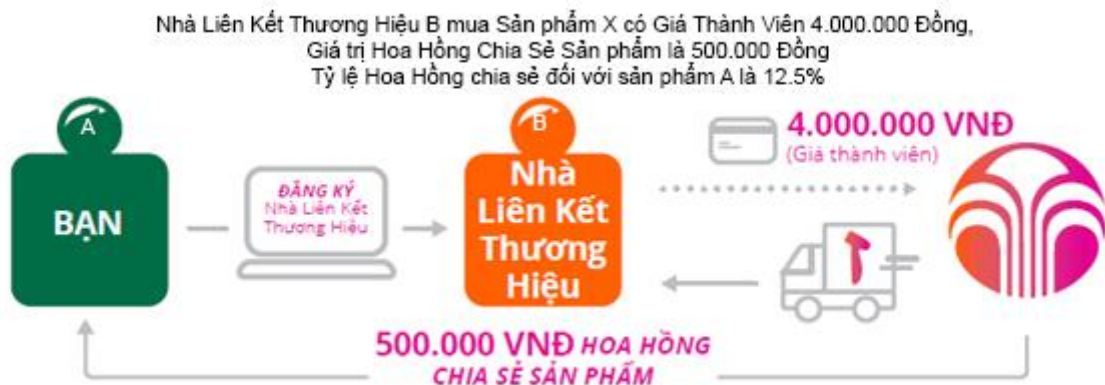 Nhà Liên Kết Thương Hiệu B mua Sản phẩm X có Giá Thành Viên 4.000.000 Đồng,
Giá trị Hoa Hồng Chia Sẻ Sản phẩm là 500.000 Đồng
Tỷ lệ Hoa Hồng chia sẻ đối với sản phẩm A là 12.5%
A
BẠN
ĐĂNG KÝ
Nhà Liên Kết
Thương Hiệu
B
Nhà
Liên Kết
Thương
Hiệu
4.000.000 VNĐ
(Giá thành viên)
500.000 VNĐ HOA HỒNG
CHIA SẺ SẢN PHẨM